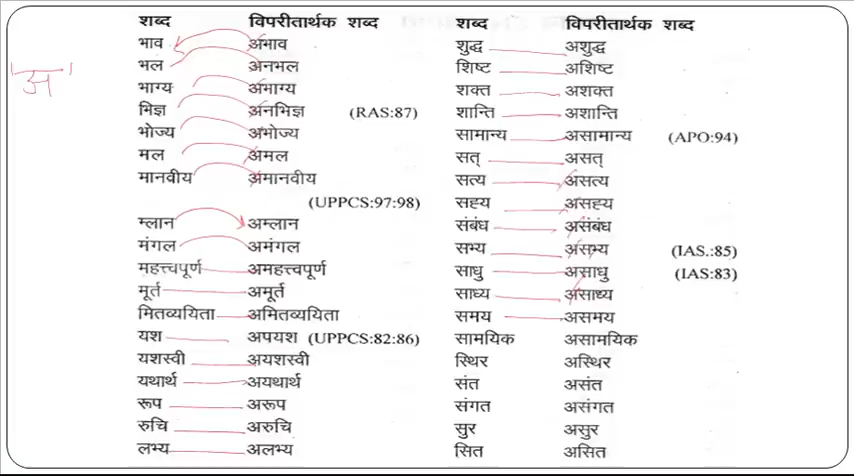 'अ'
शब्द विपरीतार्थक शब्द
भाव अभाव
भल अनभल
भाग्य अभाग्य
भिज्ञ अनभिज्ञ (RAS:87)
भोज्य अभोज्य
मल अमल
मानवीय अमानवीय
(UPPCS:97:98)
म्लान अम्लान
मंगल अमंगल
महत्त्वपूर्ण अमहत्त्वपूर्ण
मूर्त अमूर्त
मितव्ययिता अमितव्ययिता
यश अपयश (UPPCS:82:86)
यशस्वी अयशस्वी
यथार्थ अयथार्थ
रूप अरूप
रुचि अरुचि
लभ्य अलभ्य
शब्द विपरीतार्थक शब्द
शुद्ध अशुद्ध
शिष्ट अशिष्ट
शक्त अशक्त
शान्ति अशान्ति
सामान्य असामान्य (APO:94)
सत् असत्
सत्य असत्य
सह्य असह्य
संबंध असंबंध
सभ्य असभ्य (IAS.:85)
साधु असाधु (IAS:83)
साध्य असाध्य
समय असमय
सामयिक असामयिक
स्थिर अस्थिर
संत असंत
संगत असंगत
सुर असुर
सित असित